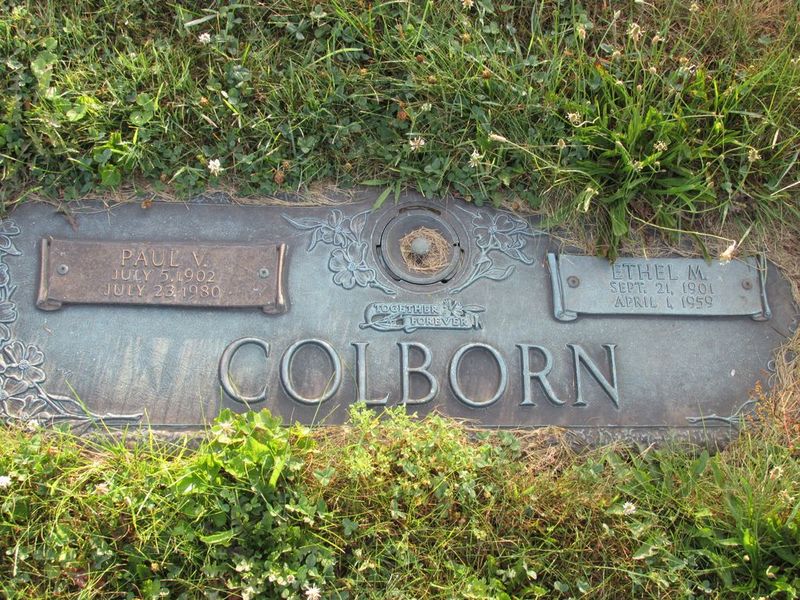 PAUL V.
JULY 5, 1902
JULY 23, 1980
TOGETHER
FOREVER
ETHEL M.
SEPT. 21, 1901
APRIL 1, 1959
COLBORN